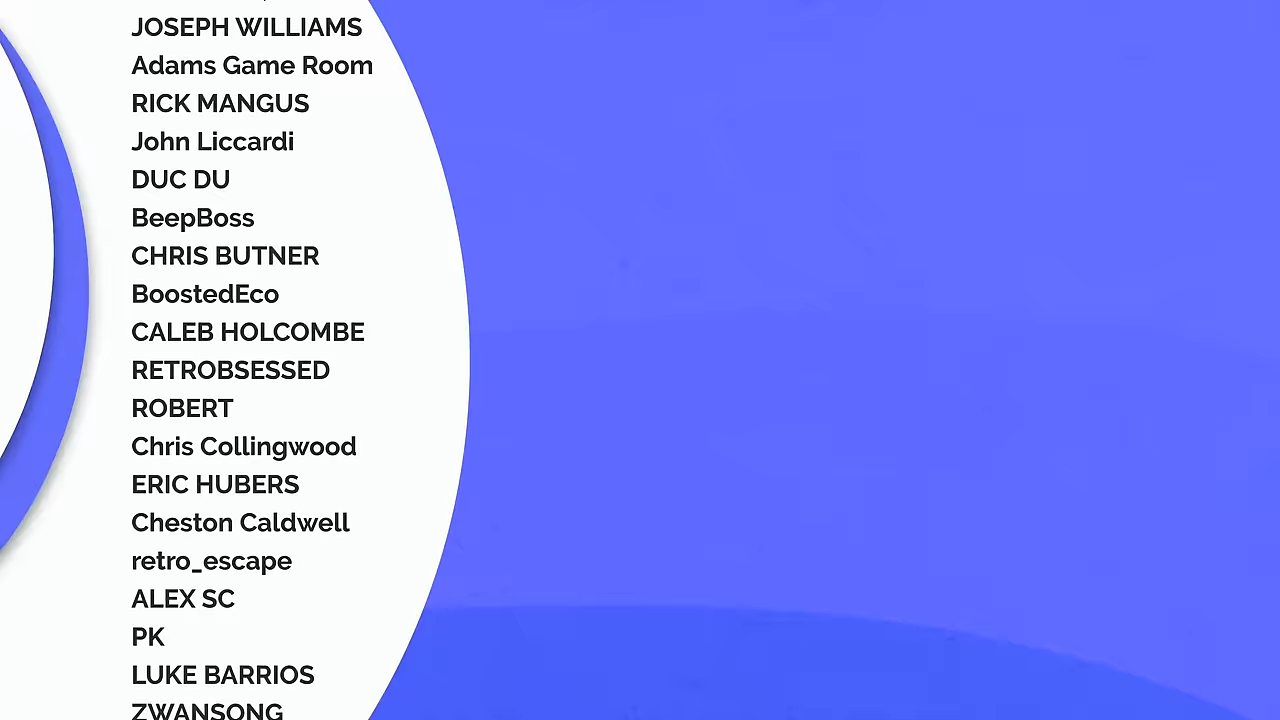 JOSEPH WILLIAMS
Adams Game Room
RICK MANGUS
John Liccardi
DUC DU
BeepBoss
CHRIS BUTNER
BoostedEco
CALEB HOLCOMBE
RETROBSESSED
ROBERT
Chris Collingwood
ERIC HUBERS
Cheston Caldwell
retro_escape
ALEX SC
PK
LUKE BARRIOS
ZWANSONG